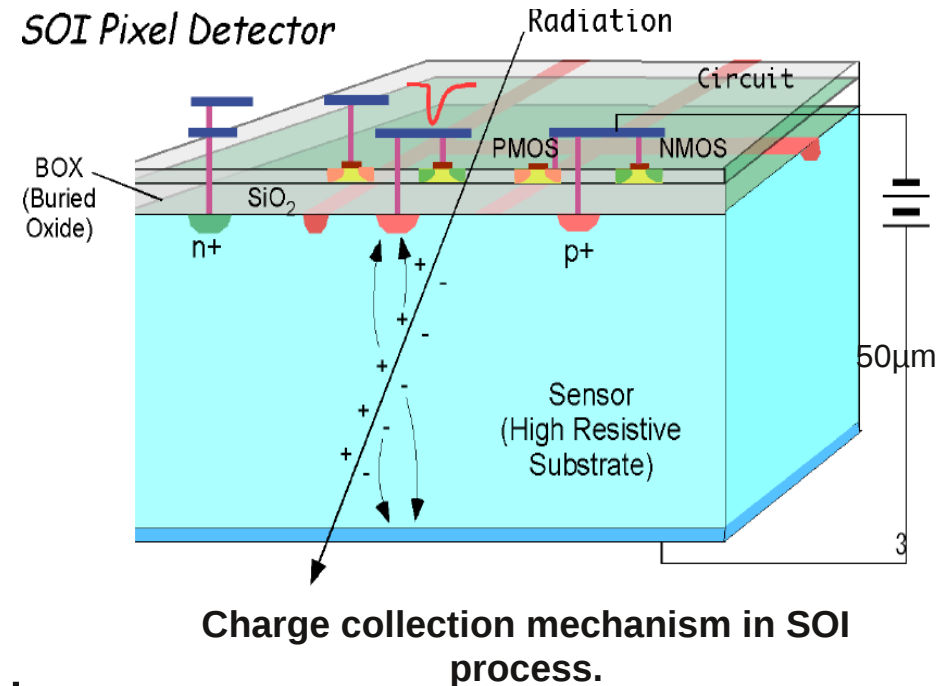 SOI Pixel Detector
Radiation
Circuit
PMOS
NMOS
BOX
(Buried
Oxide)
SiO₂
n+
p+
+
-
+
-
+
-
+
-
+
-
50μm
Sensor
(High Resistive
Substrate)
3
Charge collection mechanism in SOI
process.